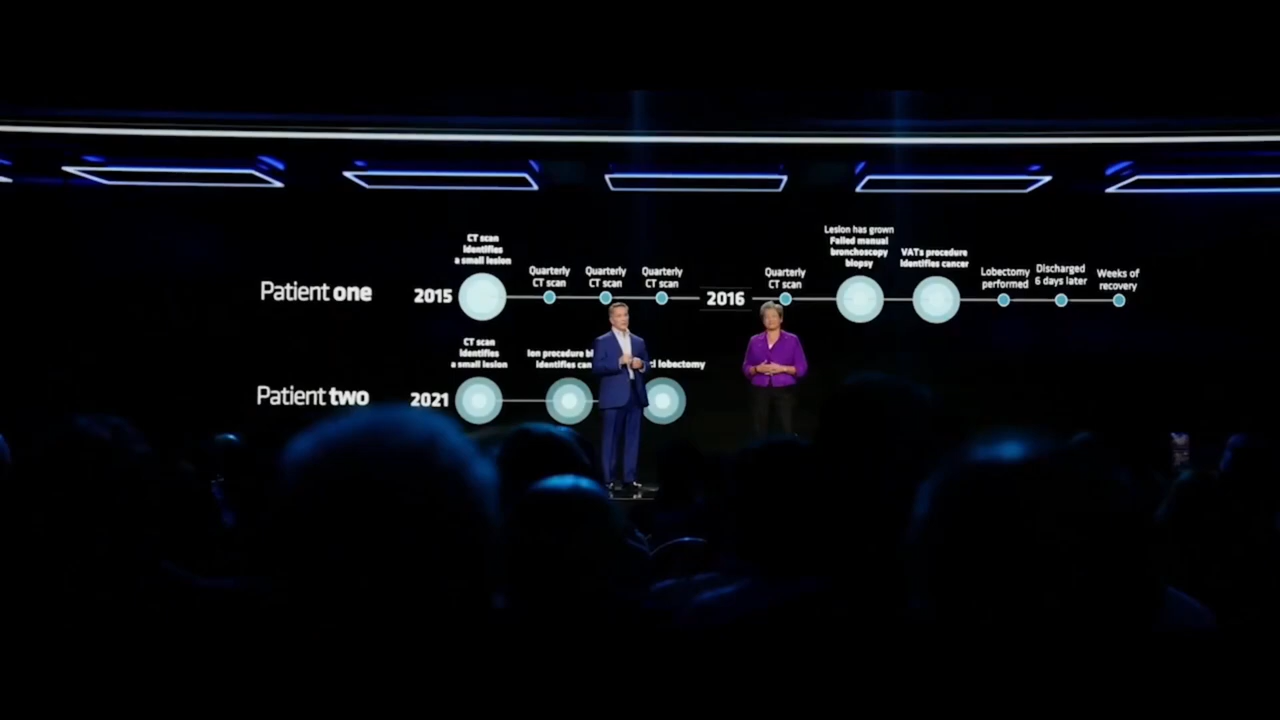 CT scan
identifies
a small lesion
Quarterly
CT scan
Quarterly
CT scan
Quarterly
CT scan
Quarterly
CT scan
Lesion has grown
Failed manual
bronchoscopy
biopsy
VATs procedure
identifies cancer
Lobectomy
performed
Discharged
6 days later
Weeks of
recovery
Patient one
2015
2016
CT scan
identifies
a small lesion
Ion procedure
identifies
lobectomy
Patient two
2021